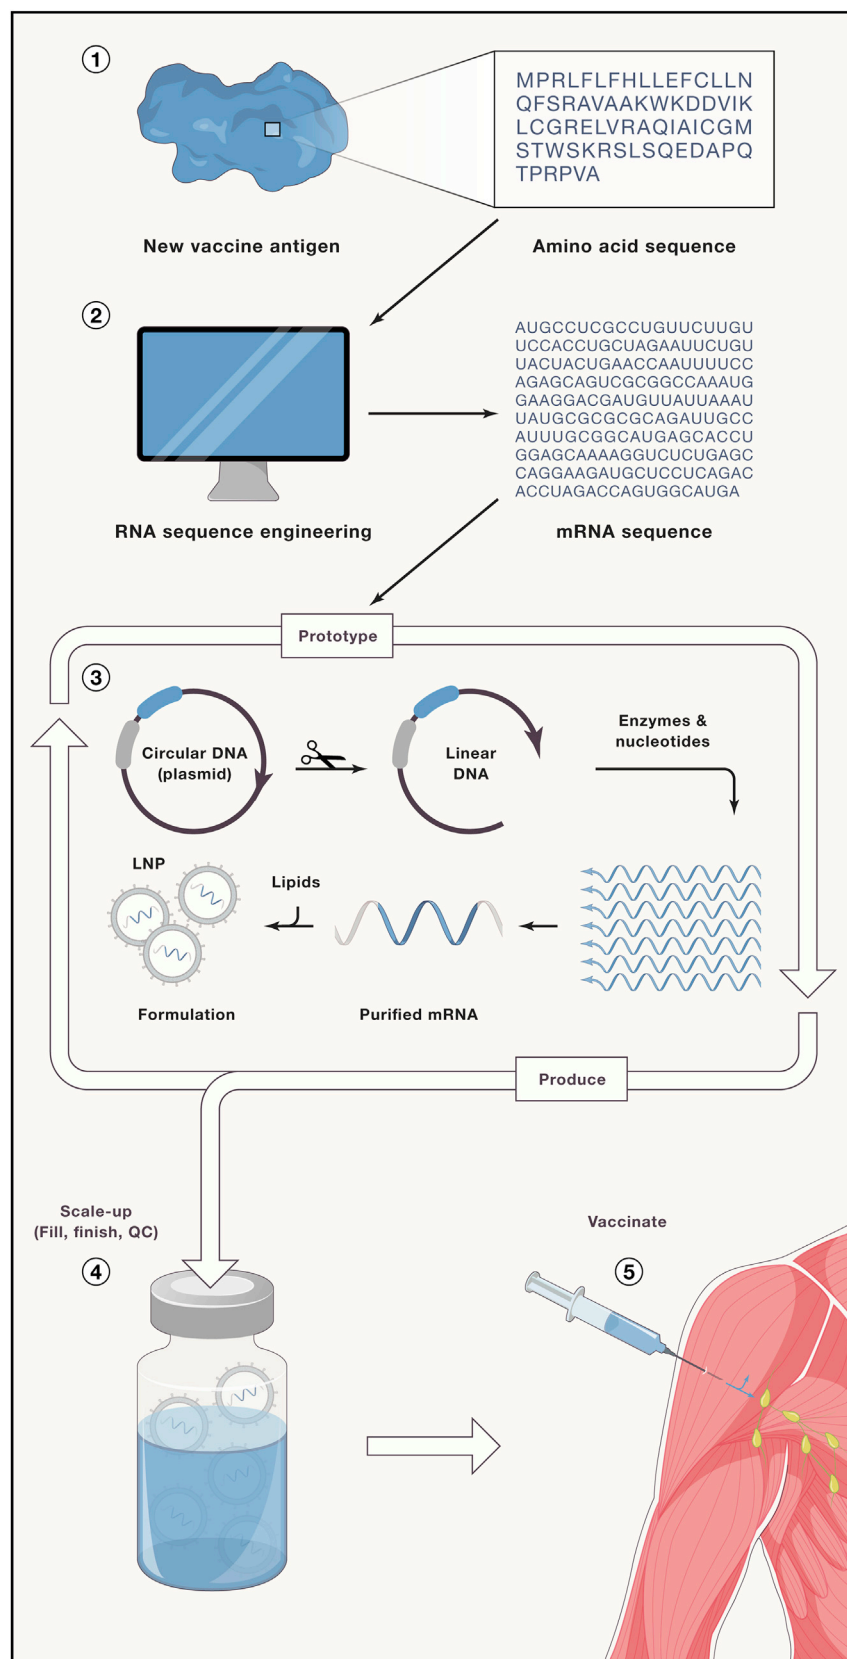 1
MPRLFLFHLLEFCLLN
QFSRAVAAKWKDDVIK
LCGRELVRAQIAICGM
STWSKRSLSQEDAPQ
TPRPVA
New vaccine antigen
Amino acid sequence
2
AUGCCUCGCCUGUUCUUGU
UCCACCUGCUAGAAUUCUGU
UACUACUGAACCAAUUUUCC
AGAGCAGUCGCGGCCAAAUG
GAAGGACGAUGUUAUUAAAU
UAUGCGCGCGCAGAUUGCC
AUUUGCGGCAUGAGCACCU
GGAGCAAAAGGUCUCUGAGC
CAGGAAGAUGCUCCUCAGAC
ACCUAGACCAGUGGCAUGA
RNA sequence engineering
mRNA sequence
Prototype
3
Circular DNA
(plasmid)
Linear
DNA
Enzymes &
nucleotides
LNP
Lipids
Formulation
Purified mRNA
Produce
Scale-up
(Fill, finish, QC)
4
Vaccinate
5